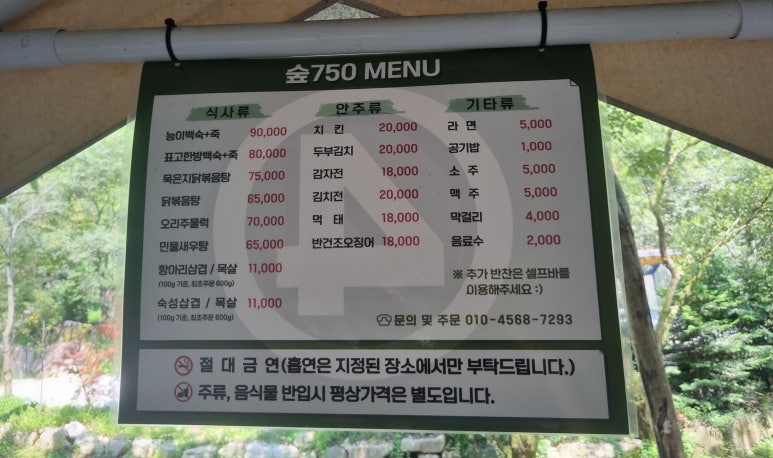 숲750 MENU
식사류
능이백숙+죽 90,000
표고한방백숙+죽 80,000
묵은지닭볶음탕 75,000
닭볶음탕 65,000
오리주물럭 70,000
민물새우탕 65,000
항아리삼겹 / 목살 11,000
(100g 기준, 최초주문 600g)
숙성삼겹 / 목살 11,000
(100g 기준, 최초주문 600g)
안주류
치 킨 20,000
두부김치 20,000
감자전 18,000
김치전 20,000
먹 태 18,000
반건조오징어 18,000
기타류
라 면 5,000
공기밥 1,000
소 주 5,000
맥 주 5,000
막걸리 4,000
음료수 2,000
※ 추가 반찬은 셀프바를
이용해주세요 :)
문의 및 주문 010-4568-7293
절 대 금 연(흡연은 지정된 장소에서만 부탁드립니다.)
주류, 음식물 반입시 평상가격은 별도입니다.